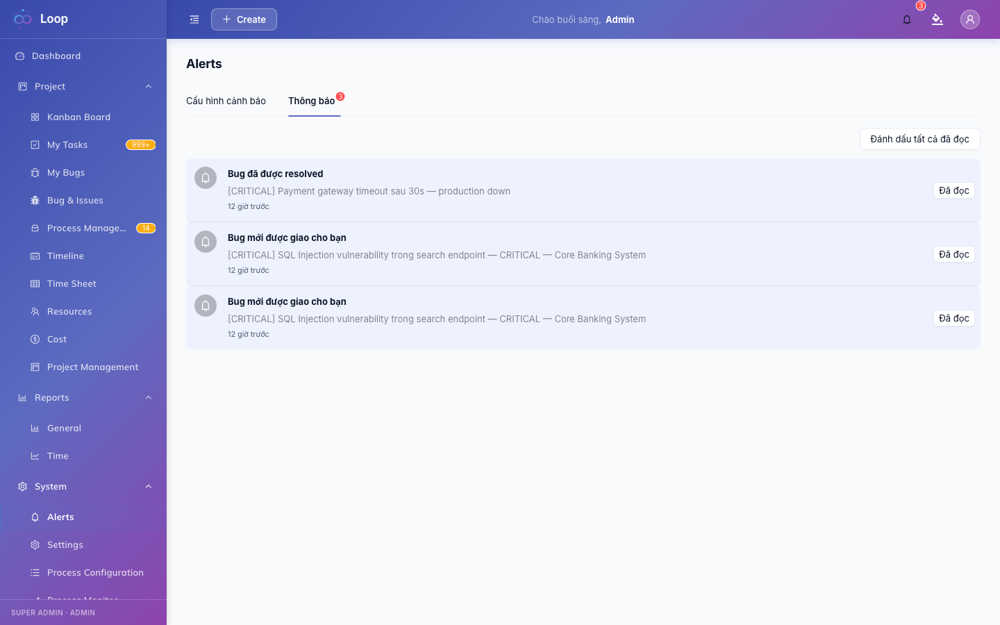 Loop
Create
Chào buổi sáng, Admin
3
Dashboard
Project
Kanban Board
My Tasks
999+
My Bugs
Bug & Issues
Process Manage...
14
Timeline
Time Sheet
Resources
Cost
Project Management
Reports
General
Time
System
Alerts
Settings
Process Configuration
Process Monitor
SUPER ADMIN · ADMIN
Alerts
Cấu hình cảnh báo
Thông báo
3
Đánh dấu tất cả đã đọc
Bug đã được resolved
[CRITICAL] Payment gateway timeout sau 30s — production down
12 giờ trước
Đã đọc
Bug mới được giao cho bạn
[CRITICAL] SQL Injection vulnerability trong search endpoint — CRITICAL — Core Banking System
12 giờ trước
Đã đọc
Bug mới được giao cho bạn
[CRITICAL] SQL Injection vulnerability trong search endpoint — CRITICAL — Core Banking System
12 giờ trước
Đã đọc